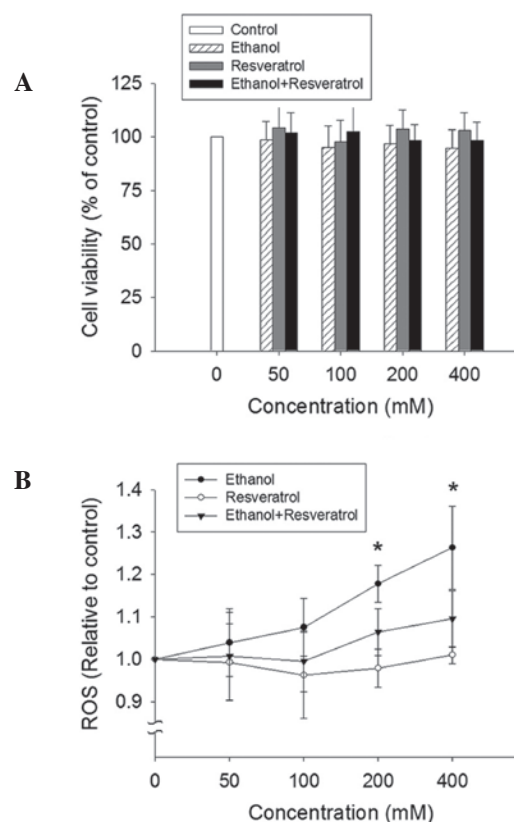 A
Control
Ethanol
Resveratrol
Ethanol+Resveratrol
Cell viability (% of control)
125
100
75
50
25
0
0 50 100 200 400
Concentration (mM)
B
Ethanol
Resveratrol
Ethanol+Resveratrol
ROS (Relative to control)
1.4
1.3
1.2
1.1
1.0
0.9
* *
0 50 100 200 400
Concentration (mM)